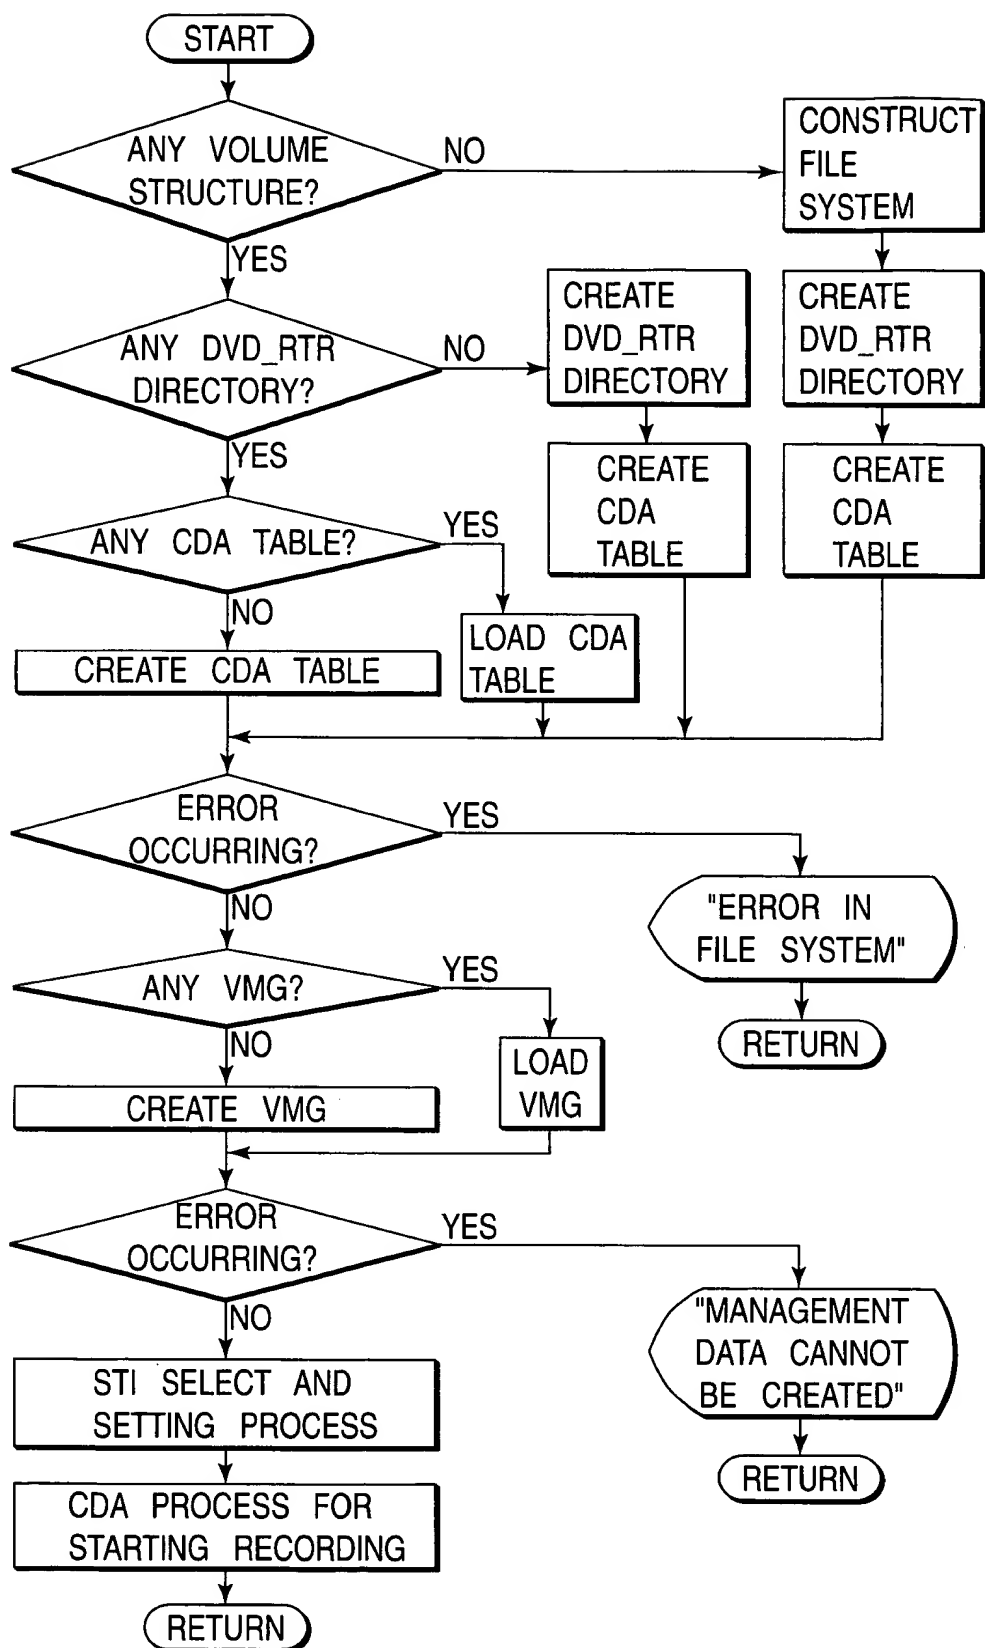 START
ANY VOLUME
STRUCTURE?
NO
CONSTRUCT
FILE
SYSTEM
YES
ANY DVD_RTR
DIRECTORY?
NO
CREATE
DVD_RTR
DIRECTORY
CREATE
DVD_RTR
DIRECTORY
YES
ANY CDA TABLE?
YES
CREATE
CDA
TABLE
CREATE
CDA
TABLE
NO
CREATE CDA TABLE
LOAD CDA
TABLE
ERROR
OCCURRING?
YES
"ERROR IN
FILE SYSTEM"
RETURN
NO
ANY VMG?
YES
NO
LOAD
VMG
CREATE VMG
ERROR
OCCURRING?
YES
"MANAGEMENT
DATA CANNOT
BE CREATED"
RETURN
NO
STI SELECT AND
SETTING PROCESS
CDA PROCESS FOR
STARTING RECORDING
RETURN